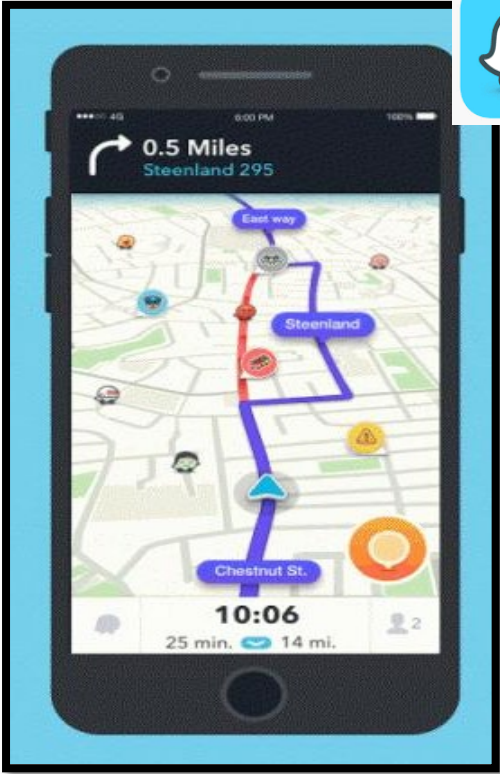 4G 6:00 PM 100%
0.5 Miles
Steenland 295
East way
Steenland
Chestnut St.
10:06
2
25 min. 14 mi.